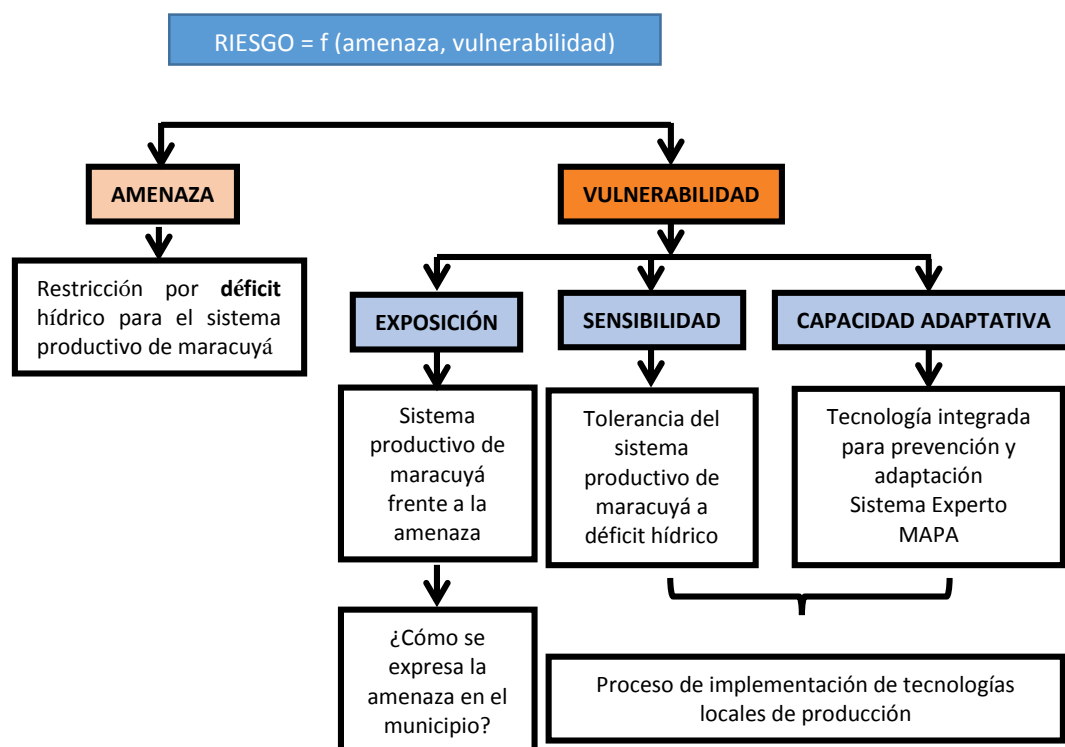 RIESGO = f (amenaza, vulnerabilidad)
AMENAZA
VULNERABILIDAD
Restricción por déficit
hídrico para el sistema
productivo de maracuyá
EXPOSICIÓN
SENSIBILIDAD
CAPACIDAD ADAPTATIVA
Sistema
productivo de
maracuyá
frente a la
amenaza
Tolerancia del
sistema
productivo de
maracuyá a
déficit hídrico
Tecnología integrada
para prevención y
adaptación
Sistema Experto
MAPA
¿Cómo se
expresa la
amenaza en el
municipio?
Proceso de implementación de tecnologías
locales de producción